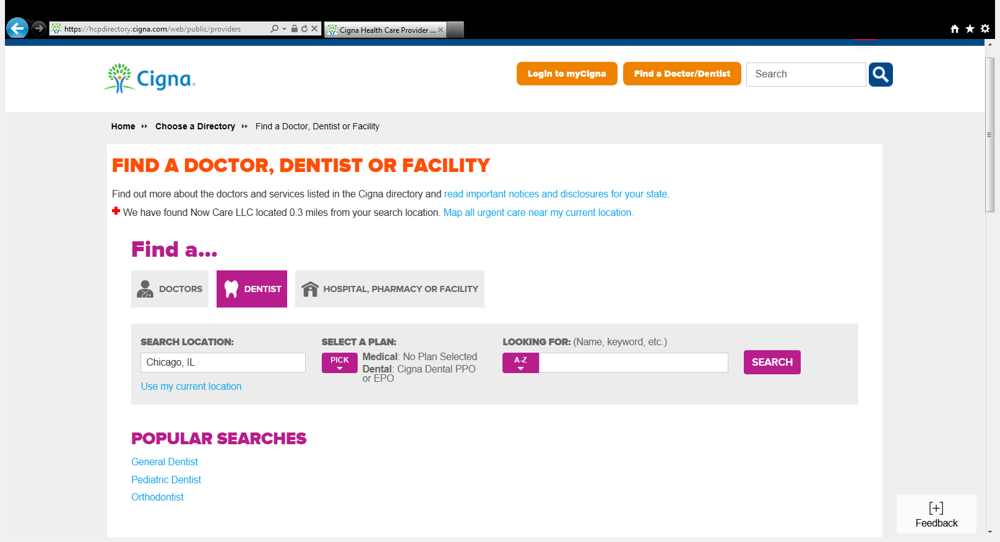 https://hcpdirectory.cigna.com/web/public/providers
Cigna Health Care Provider ...
Cigna.
Login to myCigna
Find a Doctor/Dentist
Search
Home
Choose a Directory
Find a Doctor, Dentist or Facility
FIND A DOCTOR, DENTIST OR FACILITY
Find out more about the doctors and services listed in the Cigna directory and read important notices and disclosures for your state.
We have found Now Care LLC located 0.3 miles from your search location. Map all urgent care near my current location.
Find a...
DOCTORS
DENTIST
HOSPITAL, PHARMACY OR FACILITY
SEARCH LOCATION:
Chicago, IL
Use my current location
SELECT A PLAN:
PICK
Medical: No Plan Selected
Dental: Cigna Dental PPO
or EPO
LOOKING FOR: (Name, keyword, etc.)
A-Z
SEARCH
POPULAR SEARCHES
General Dentist
Pediatric Dentist
Orthodontist
[+]
Feedback